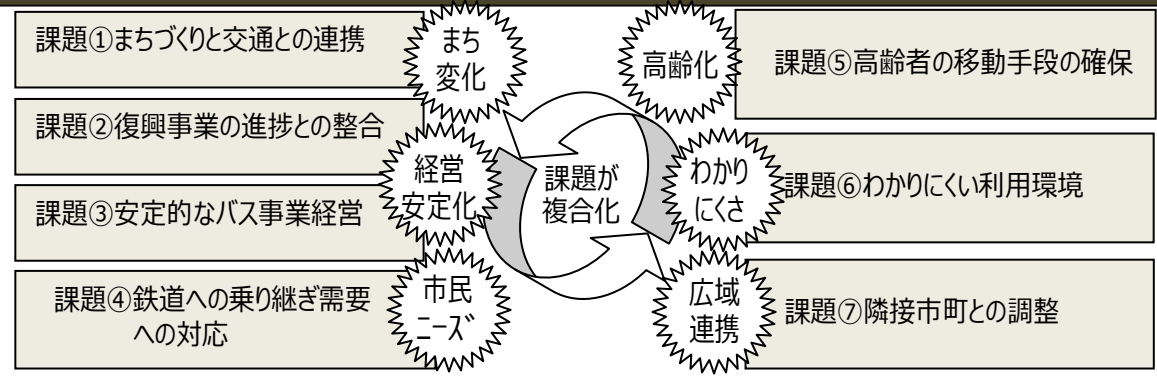 課題①まちづくりと交通との連携
課題②復興事業の進捗との整合
課題③安定的なバス事業経営
課題④鉄道への乗り継ぎ需要
への対応
まち
変化
経営
安定化
市民
ニーズ
課題が
複合化
高齢化
わかり
にくさ
広域
連携
課題⑤高齢者の移動手段の確保
課題⑥わかりにくい利用環境
課題⑦隣接市町との調整